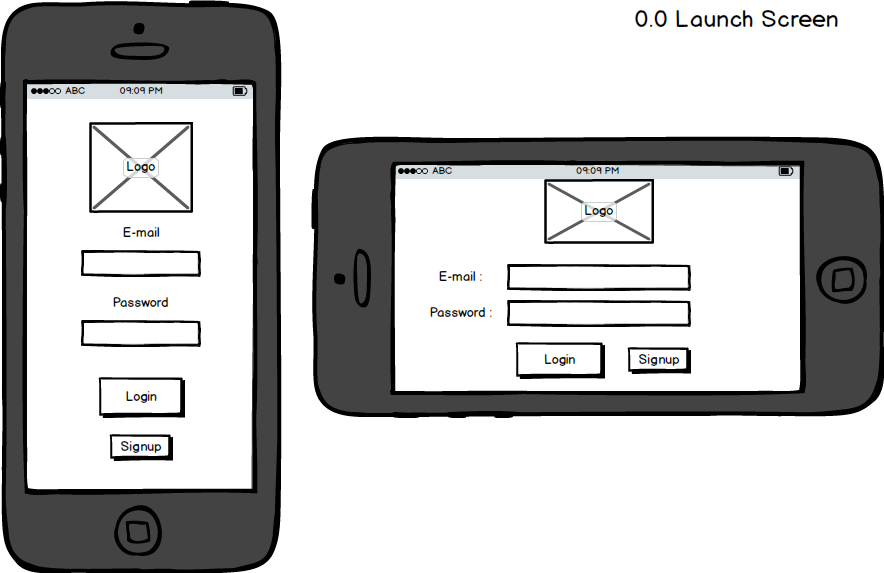 0.0 Launch Screen
ABC 09:09 PM
Logo
E-mail
Password
Login
Signup
ABC 09:09 PM
Logo
E-mail :
Password :
Login Signup